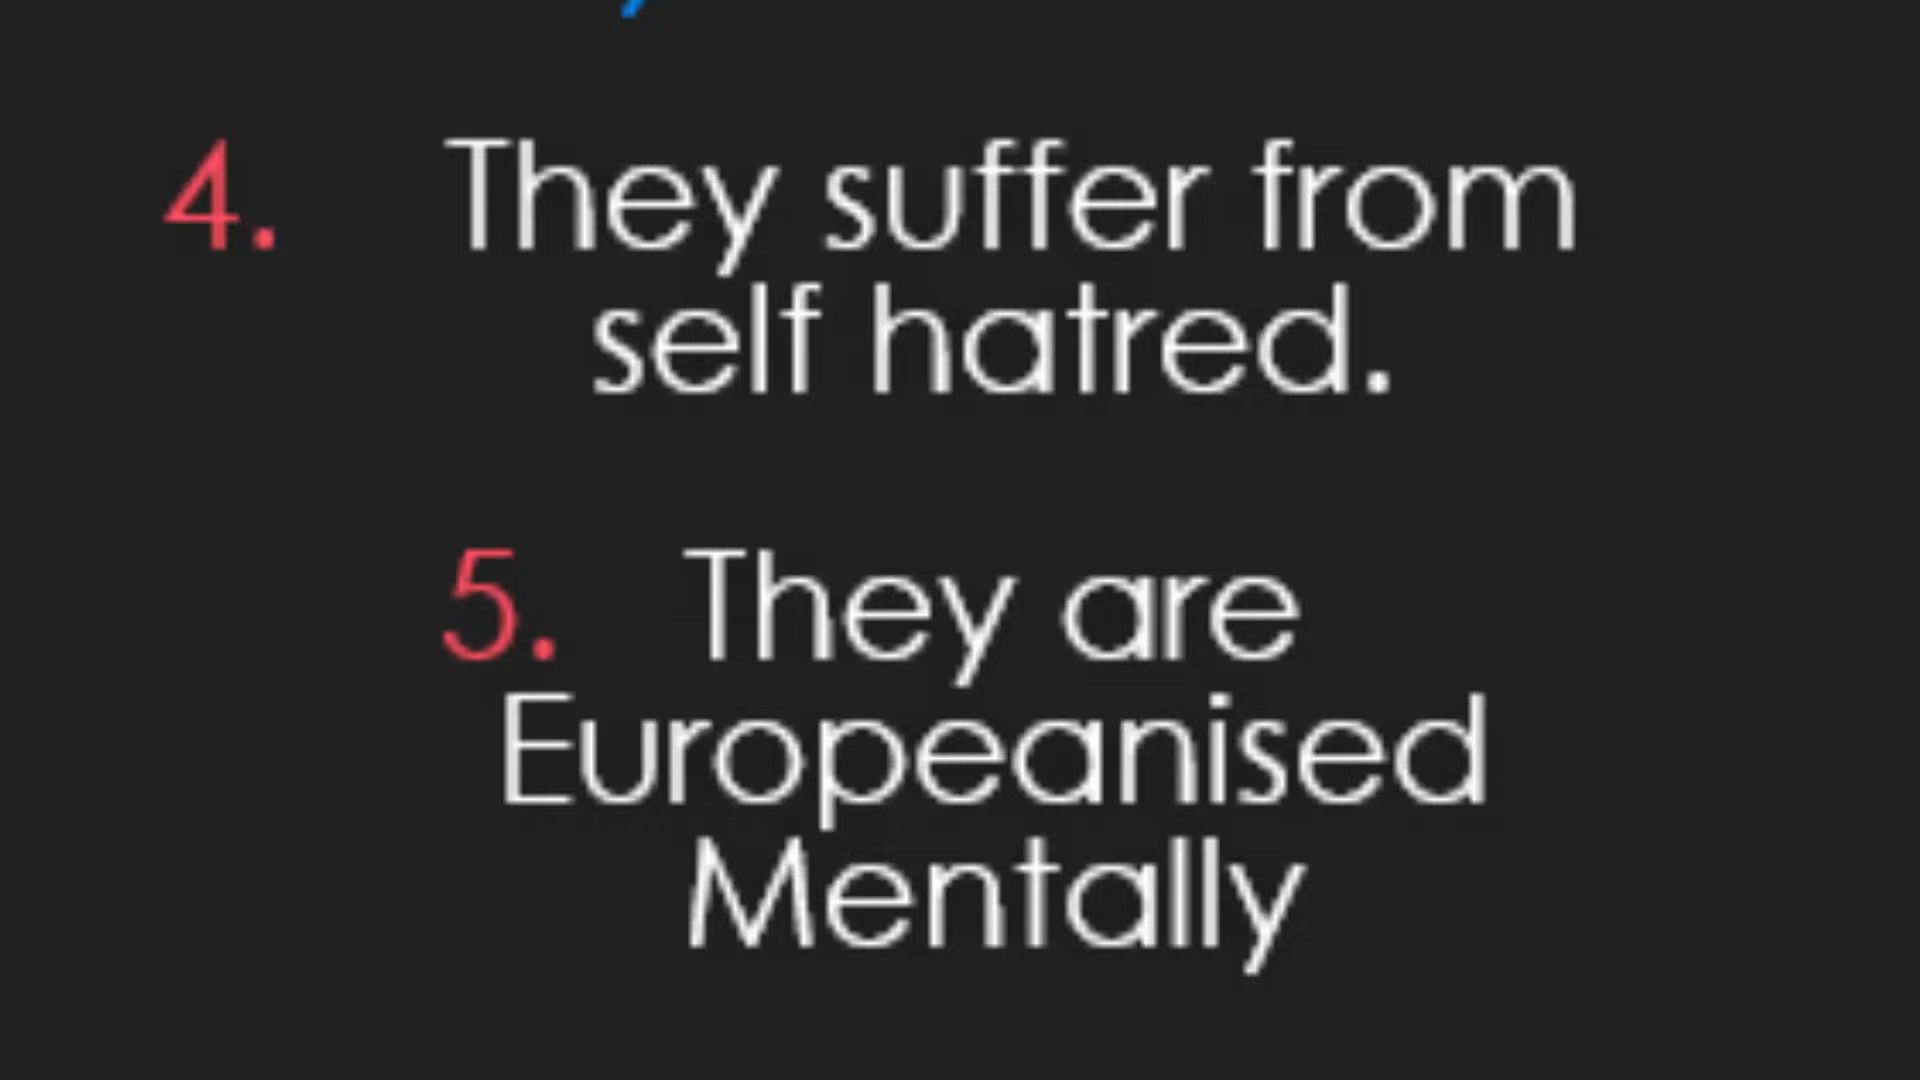 4. They suffer from
self hatred.
5. They are
Europeanised
Mentally